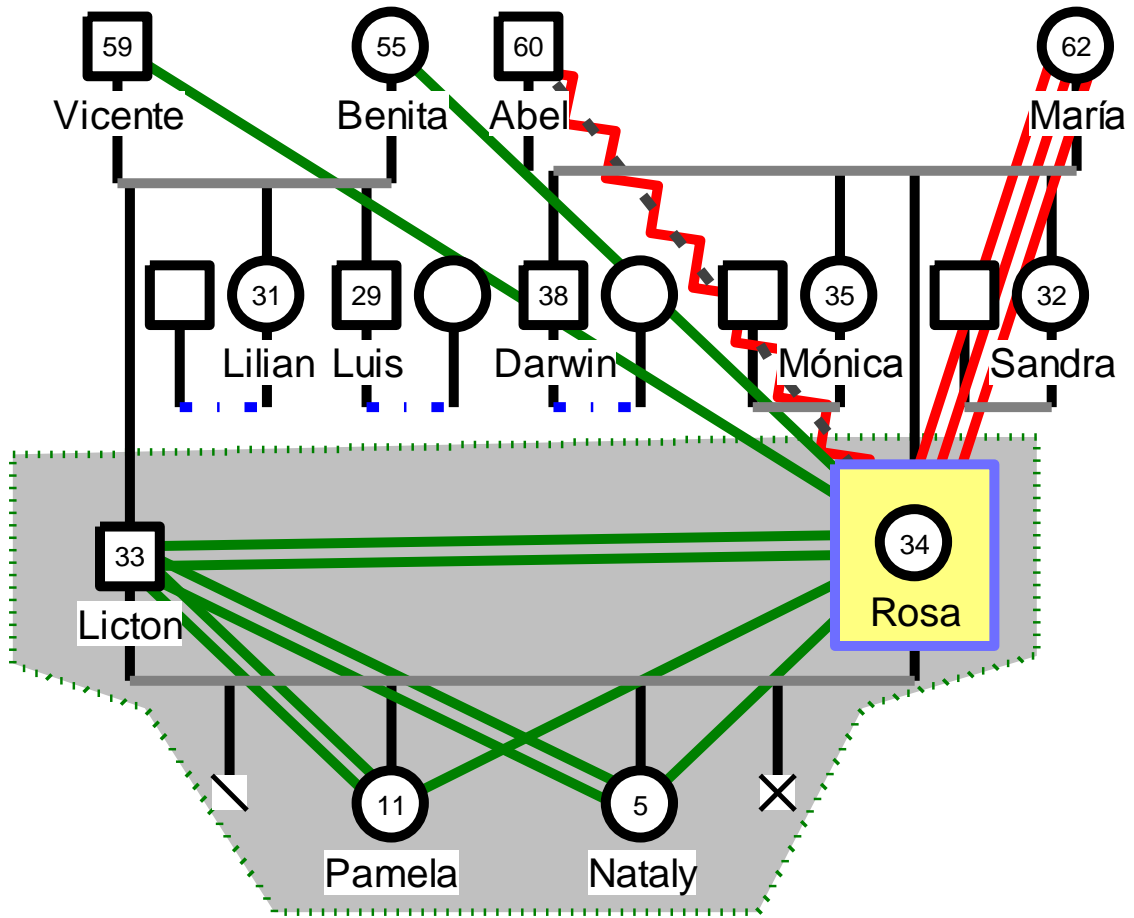 59
55
60
62
Vicente
Benita
Abel
María
31
29
38
35
32
Lilian
Luis
Darwin
Mónica
Sandra
33
34
Licton
Rosa
11
5
Pamela
Nataly